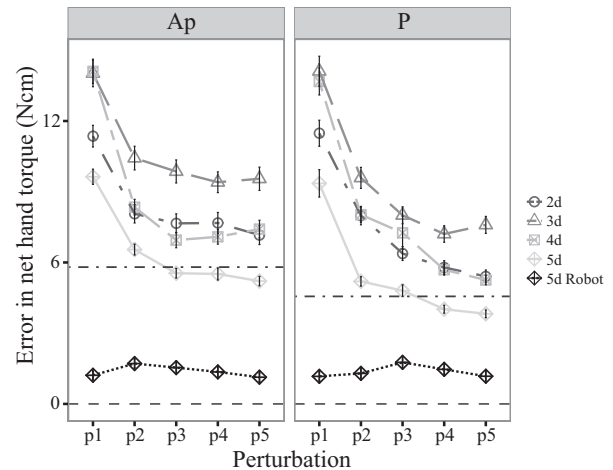 Ap P
Error in net hand torque (Ncm)
12
6
0
p1 p2 p3 p4 p5 p1 p2 p3 p4 p5
Perturbation
2d
3d
4d
5d
5d Robot